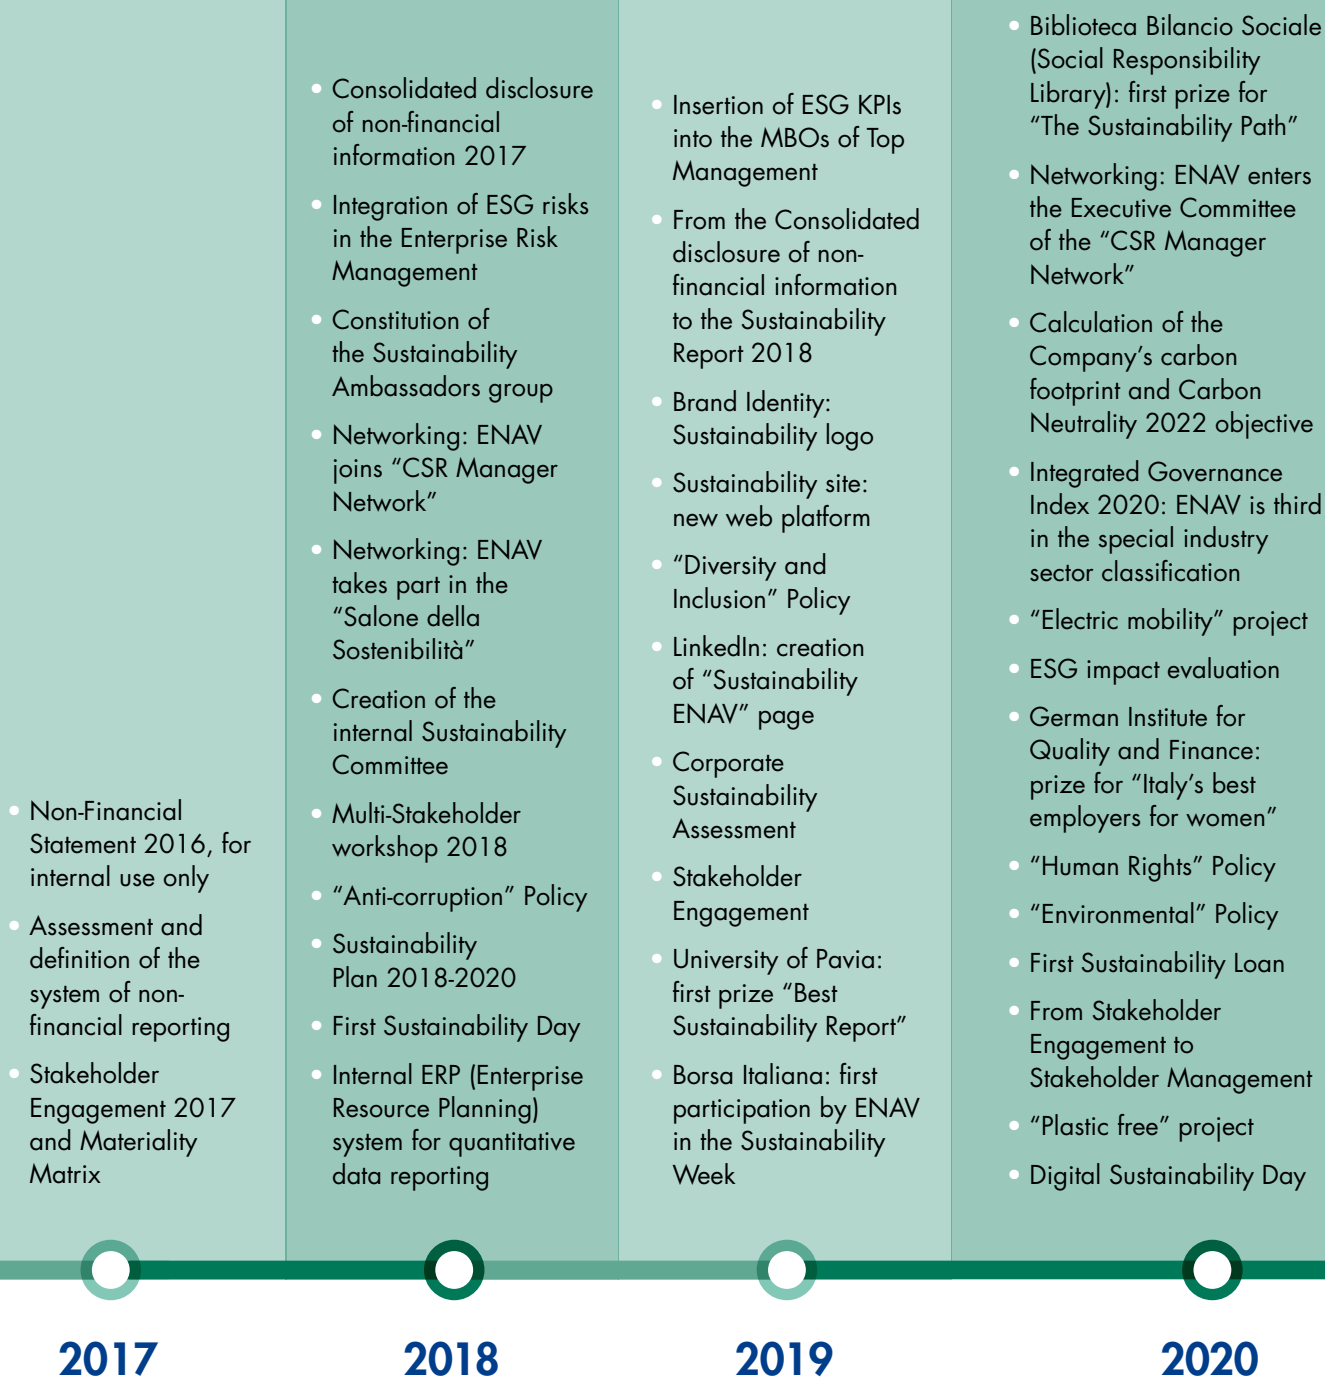 • Non-Financial
Statement 2016, for
internal use only
• Assessment and
definition of the
system of non-
financial reporting
• Stakeholder
Engagement 2017
and Materiality
Matrix
2017
• Consolidated disclosure
of non-financial
information 2017
• Integration of ESG risks
in the Enterprise Risk
Management
• Constitution of
the Sustainability
Ambassadors group
• Networking: ENAV
joins “CSR Manager
Network”
• Networking: ENAV
takes part in the
“Salone della
Sostenibilità”
• Creation of the
internal Sustainability
Committee
• Multi-Stakeholder
workshop 2018
• “Anti-corruption” Policy
• Sustainability
Plan 2018-2020
• First Sustainability Day
• Internal ERP (Enterprise
Resource Planning)
system for quantitative
data reporting
2018
• Insertion of ESG KPIs
into the MBOs of Top
Management
• From the Consolidated
disclosure of non-
financial information
to the Sustainability
Report 2018
• Brand Identity:
Sustainability logo
• Sustainability site:
new web platform
• “Diversity and
Inclusion” Policy
• LinkedIn: creation
of “Sustainability
ENAV” page
• Corporate
Sustainability
Assessment
• Stakeholder
Engagement
• University of Pavia:
first prize “Best
Sustainability Report”
• Borsa Italiana: first
participation by ENAV
in the Sustainability
Week
2019
• Biblioteca Bilancio Sociale
(Social Responsibility
Library): first prize for
“The Sustainability Path”
• Networking: ENAV enters
the Executive Committee
of the “CSR Manager
Network”
• Calculation of the
Company’s carbon
footprint and Carbon
Neutrality 2022 objective
• Integrated Governance
Index 2020: ENAV is third
in the special industry
sector classification
• “Electric mobility” project
• ESG impact evaluation
• German Institute for
Quality and Finance:
prize for “Italy’s best
employers for women”
• “Human Rights” Policy
• “Environmental” Policy
• First Sustainability Loan
• From Stakeholder
Engagement to
Stakeholder Management
• “Plastic free” project
• Digital Sustainability Day
2020